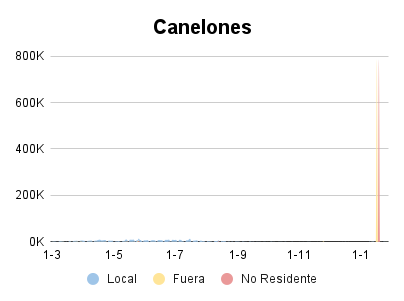 Canelones
800K
600K
400K
200K
0K
1-3 1-5 1-7 1-9 1-11 1-1
Local Fuera No Residente